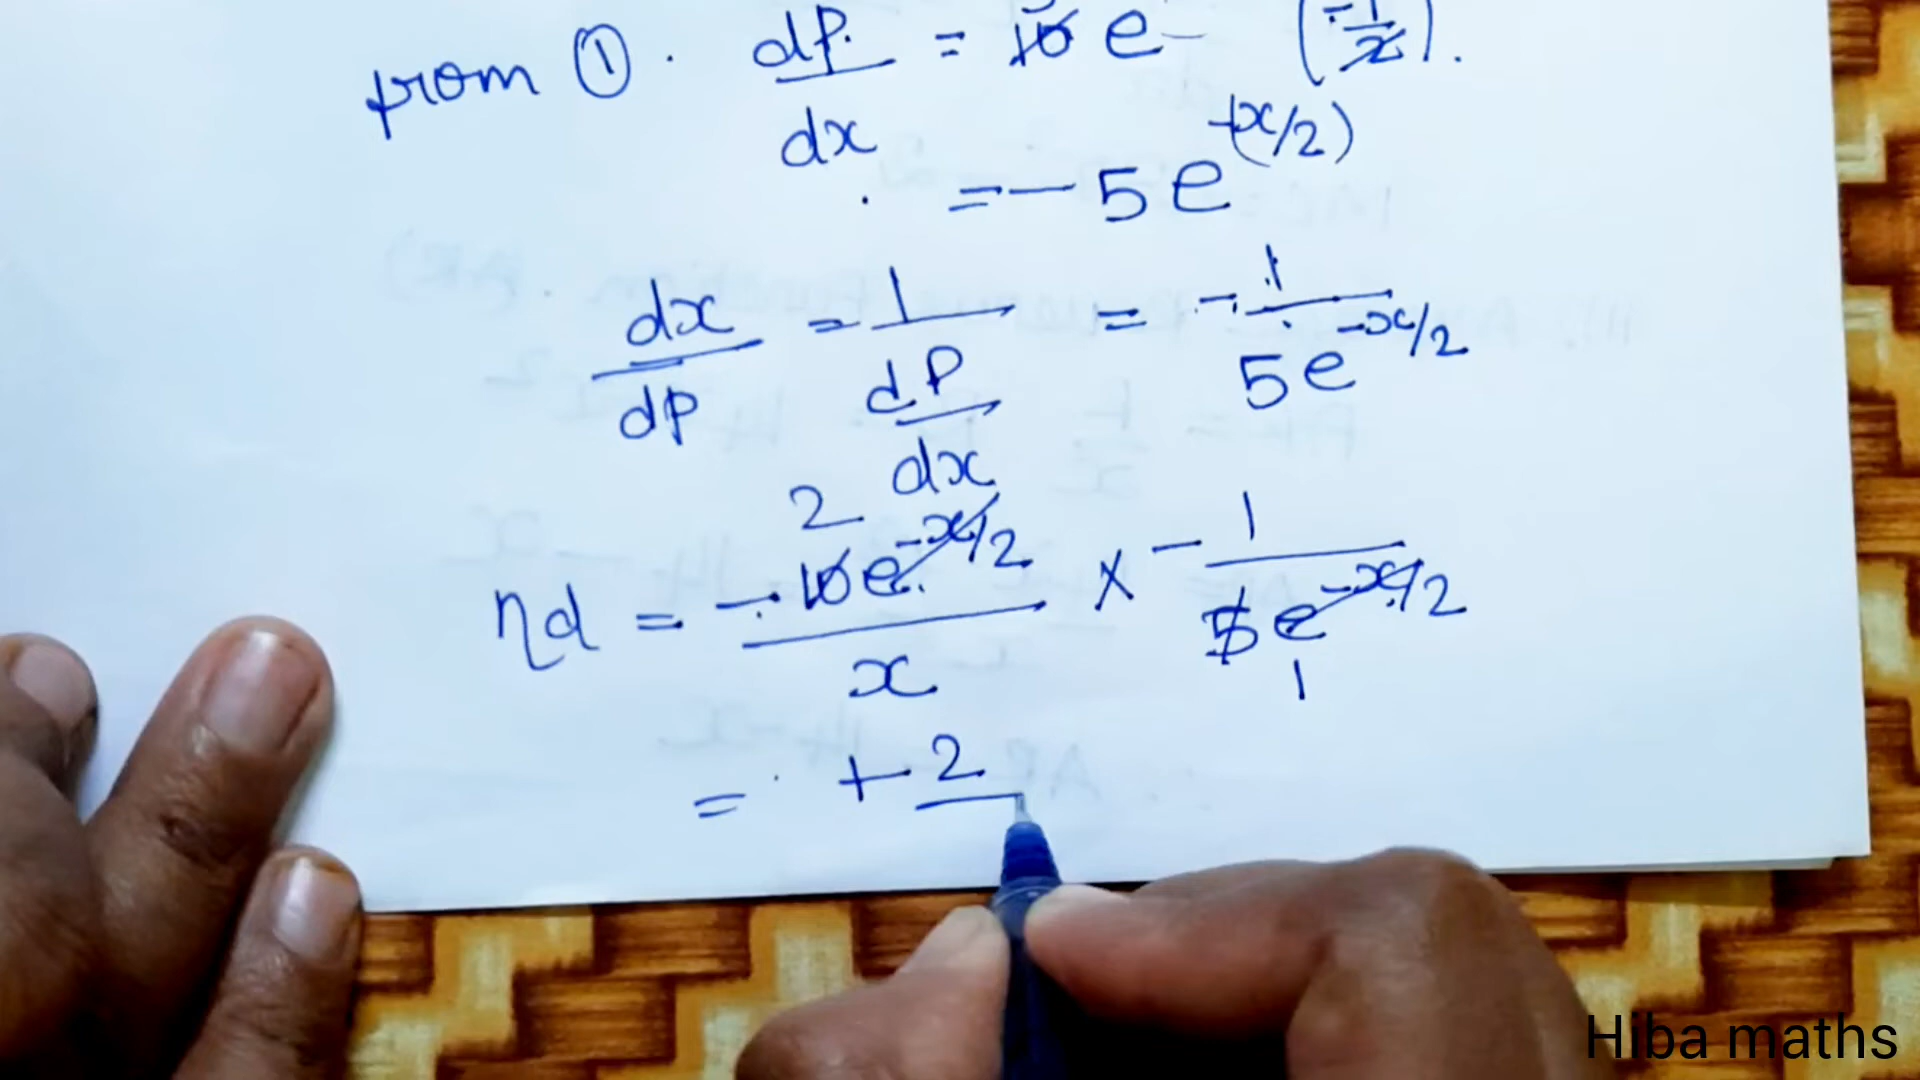 from ① . dp/dx = 10 e- (-1/2).
= -5 e^-(x/2)
dx/dp = 1/(dp/dx) = -1/(5e^-x/2)
ηd = -10e^-x/2 / x × -1/(5e^-x/2)
2
1
= +2
Hiba maths